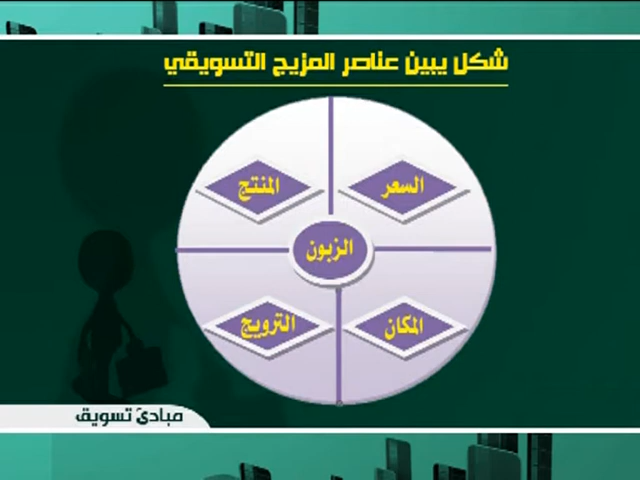 شكل يبين عناصر المزيج التسويقي
السعر
المنتج
الزبون
المكان
الترويج
مبادئ تسويق